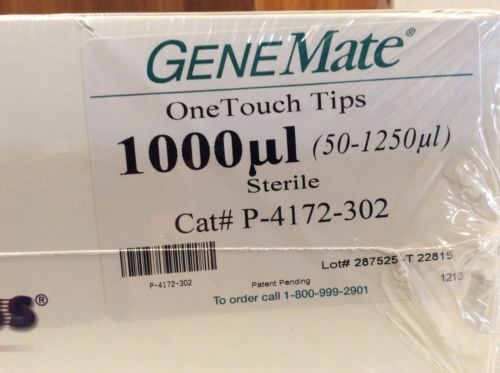 GENEMate®
OneTouch Tips
1000µl (50-1250µl)
Sterile
Cat# P-4172-302
P-4172-302
Lot# 287525-T 22815
Patent Pending
1213
To order call 1-800-999-2901